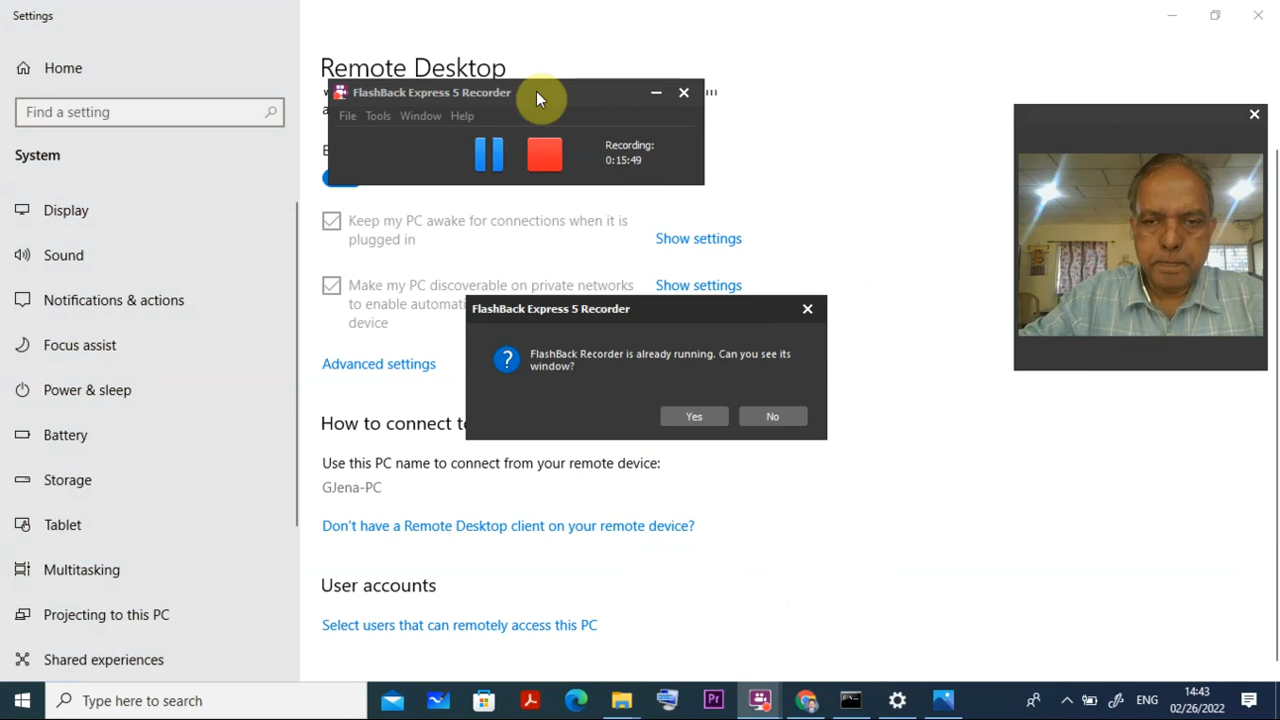 Settings
Home
Find a setting
System
Display
Sound
Notifications & actions
Focus assist
Power & sleep
Battery
Storage
Tablet
Multitasking
Projecting to this PC
Shared experiences
Remote Desktop
FlashBack Express 5 Recorder
File Tools Window Help
Recording:
0:15:49
Keep my PC awake for connections when it is
plugged in
Show settings
Make my PC discoverable on private networks
to enable automati
device
Show settings
Advanced settings
FlashBack Express 5 Recorder
FlashBack Recorder is already running. Can you see its
window?
Yes No
How to connect t
Use this PC name to connect from your remote device:
GJena-PC
Don't have a Remote Desktop client on your remote device?
User accounts
Select users that can remotely access this PC
Type here to search
Pr
ENG
14:43
02/26/2022